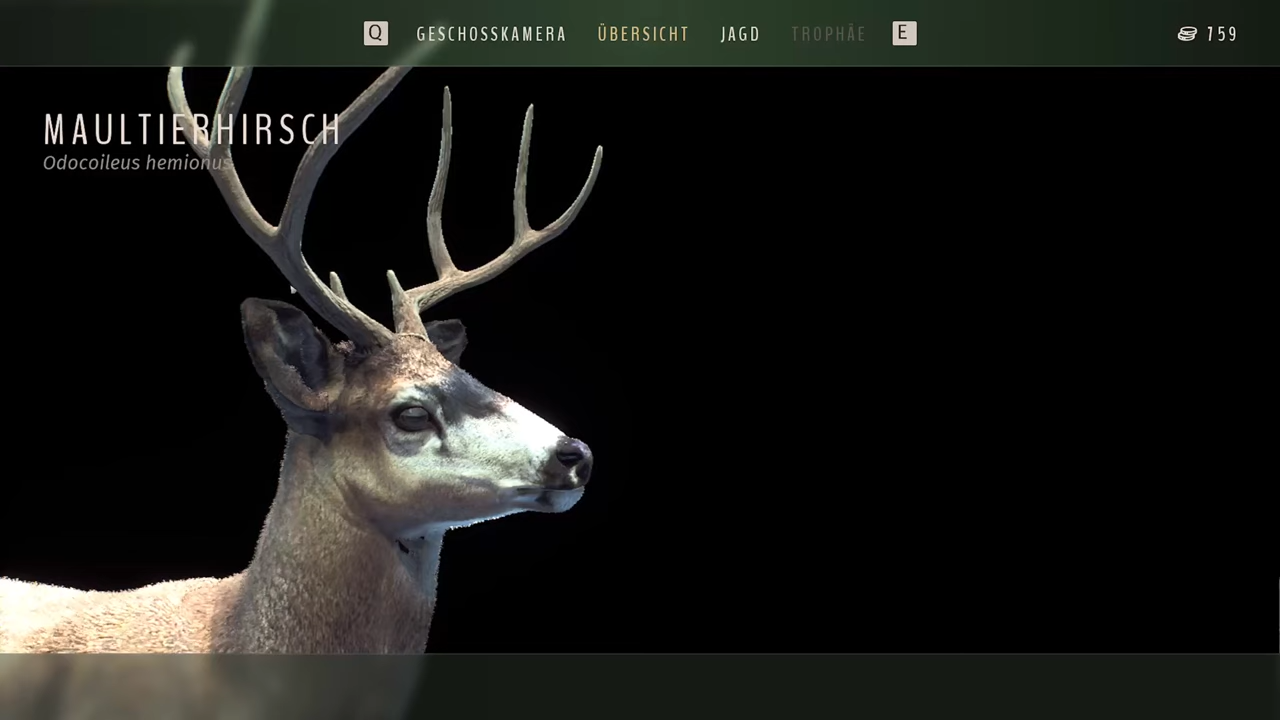 Q GESCHOSSKAMERA ÜBERSICHT JAGD TROPHÄE E 759
MAULTIERHIRSCH
Odocoileus hemionus